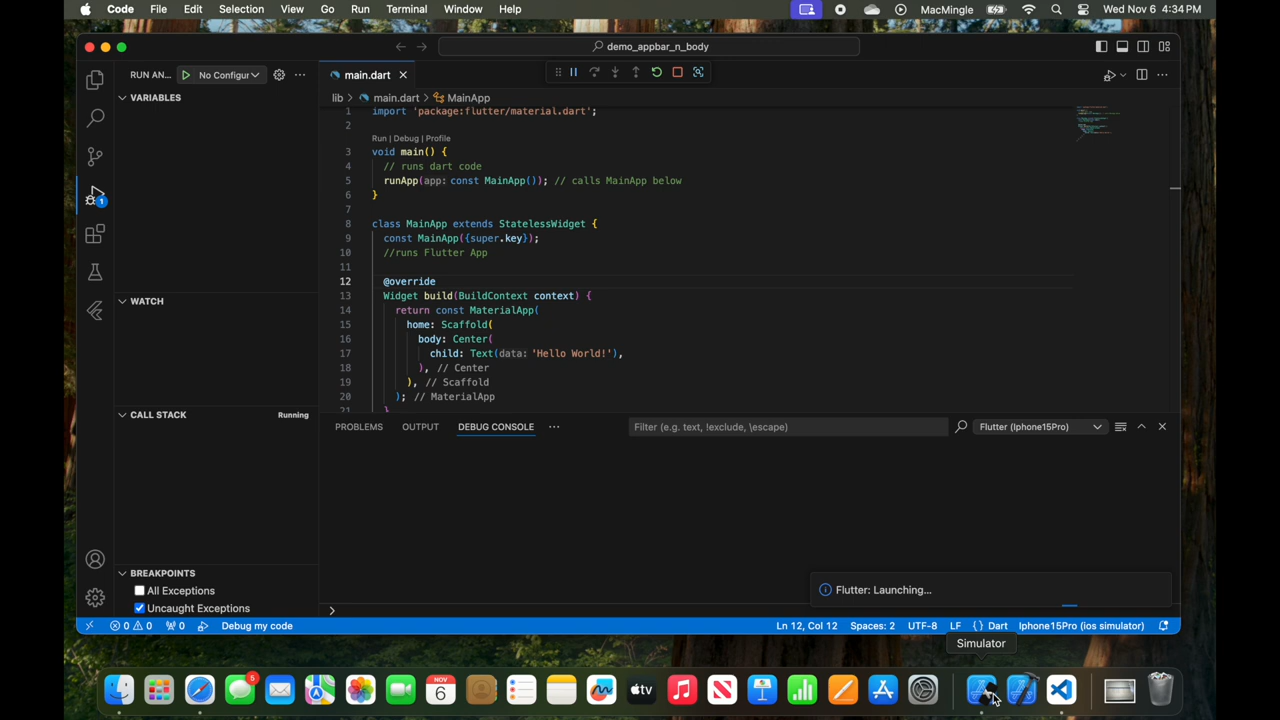 Code File Edit Selection View Go Run Terminal Window Help MacMingle Wed Nov 6 4:34 PM
demo_appbar_n_body
RUN AN... No Configur main.dart
lib > main.dart > MainApp
VARIABLES
1 import 'package:flutter/material.dart';
2
Run | Debug | Profile
3 void main() {
4 // runs dart code
5 runApp(app: const MainApp()); // calls MainApp below
6 }
7
8 class MainApp extends StatelessWidget {
9 const MainApp({super.key});
10 //runs Flutter App
11
12 @override
13 Widget build(BuildContext context) {
14 return const MaterialApp(
15 home: Scaffold(
16 body: Center(
17 child: Text(data: 'Hello World!'),
18 ), // Center
19 ), // Scaffold
20 ); // MaterialApp
21 }
WATCH
CALL STACK Running
PROBLEMS OUTPUT DEBUG CONSOLE Filter (e.g. text, !exclude, \escape) Flutter (Iphone15Pro)
BREAKPOINTS
All Exceptions
Uncaught Exceptions
1
Flutter: Launching...
0 0 0 Debug my code Ln 12, Col 12 Spaces: 2 UTF-8 LF {} Dart Iphone15Pro (ios simulator)
Simulator
5
NOV
6
tv